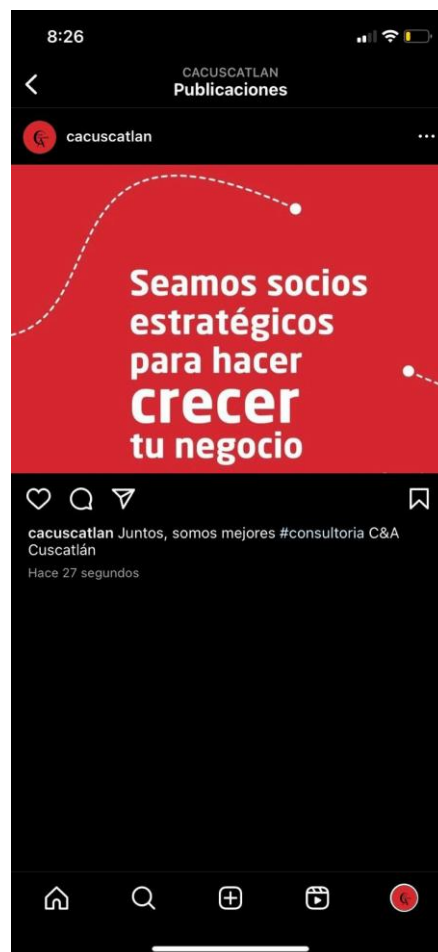 8:26
CACUSCATLAN
Publicaciones
cacuscatlan
Seamos socios
estratégicos
para hacer
crecer
tu negocio
cacuscatlan Juntos, somos mejores #consultoria C&A
Cuscatlán
Hace 27 segundos